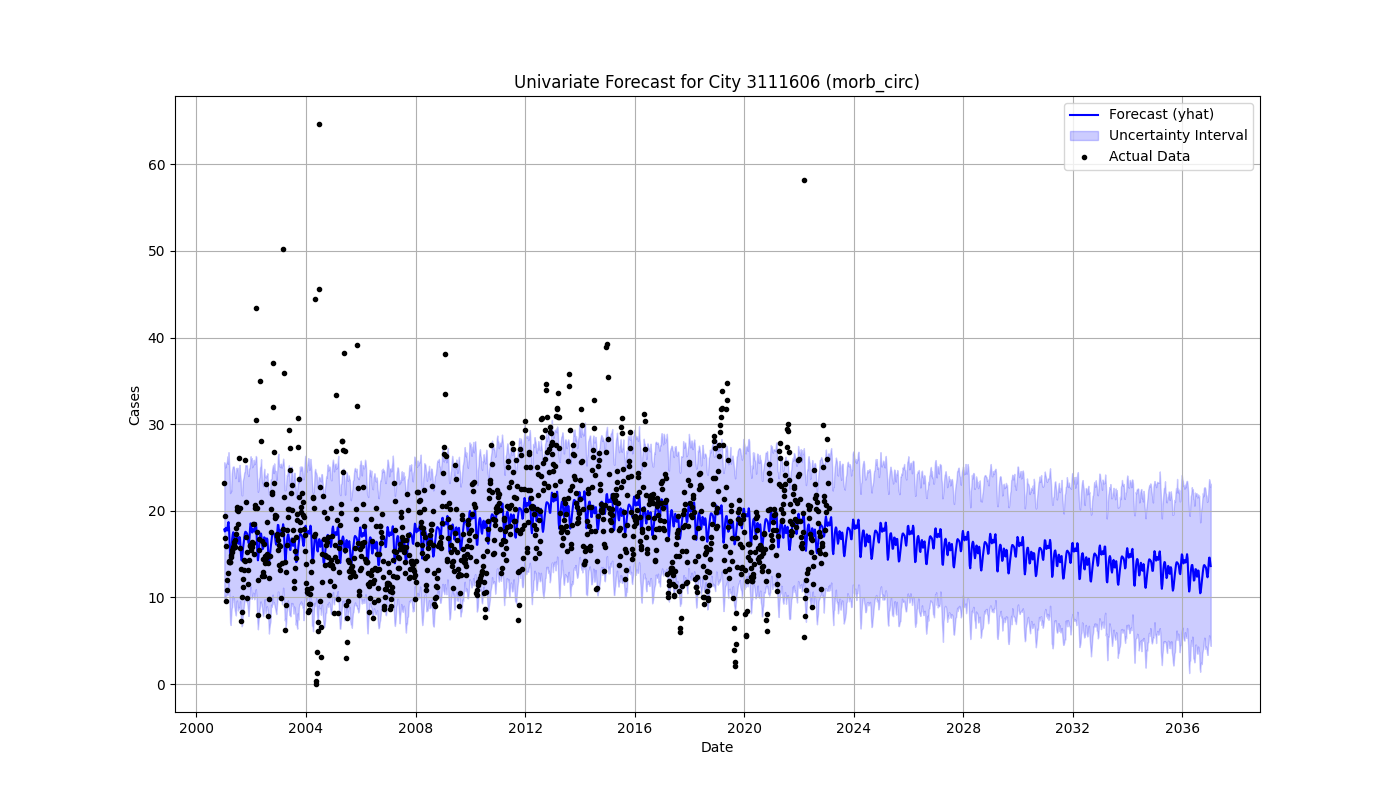 Univariate Forecast for City 3111606 (morb_circ)
Forecast (yhat)
Uncertainty Interval
Actual Data
Cases
60
50
40
30
20
10
0
2000 2004 2008 2012 2016 2020 2024 2028 2032 2036
Date